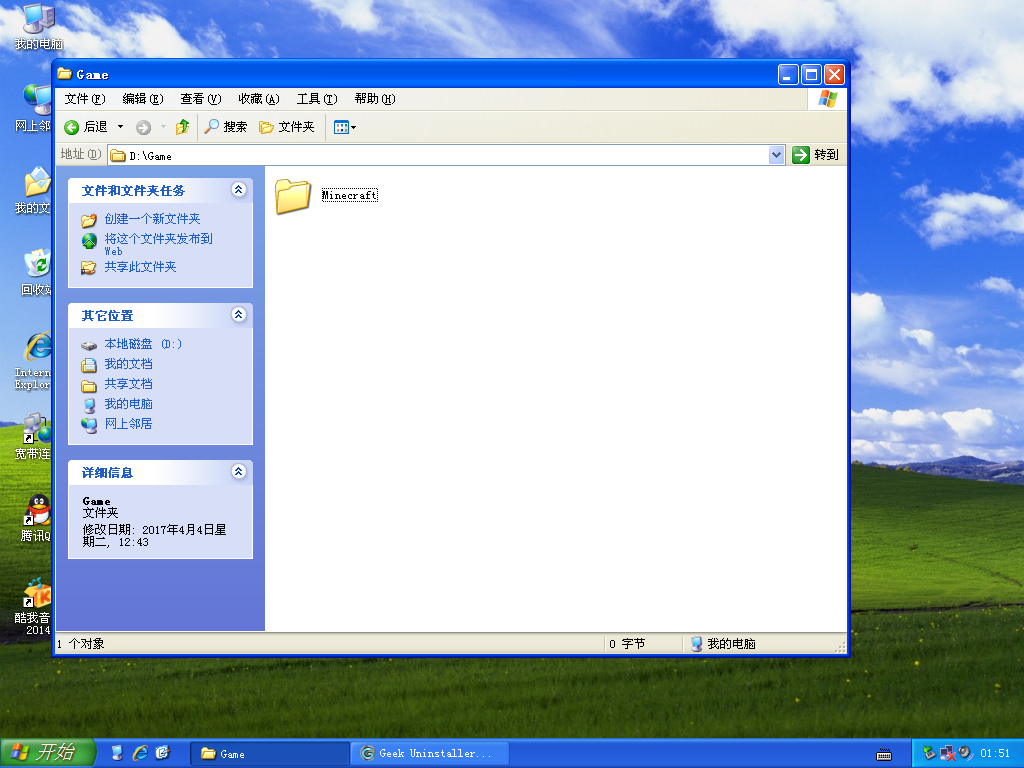 我的电脑
网上邻
我的文
回收站
Intern
Explor
宽带连
腾讯Q
酷我音
2014
Game
文件(F) 编辑(E) 查看(V) 收藏(A) 工具(T) 帮助(H)
后退 搜索 文件夹
地址(D) D:\Game 转到
文件和文件夹任务
创建一个新文件夹
将这个文件夹发布到
Web
共享此文件夹
其它位置
本地磁盘 (D:)
我的文档
共享文档
我的电脑
网上邻居
详细信息
Game
文件夹
修改日期: 2017年4月4日星
期二, 12:43
Minecraft
1 个对象 0 字节 我的电脑
开始 Game Geek Uninstaller... 01:51